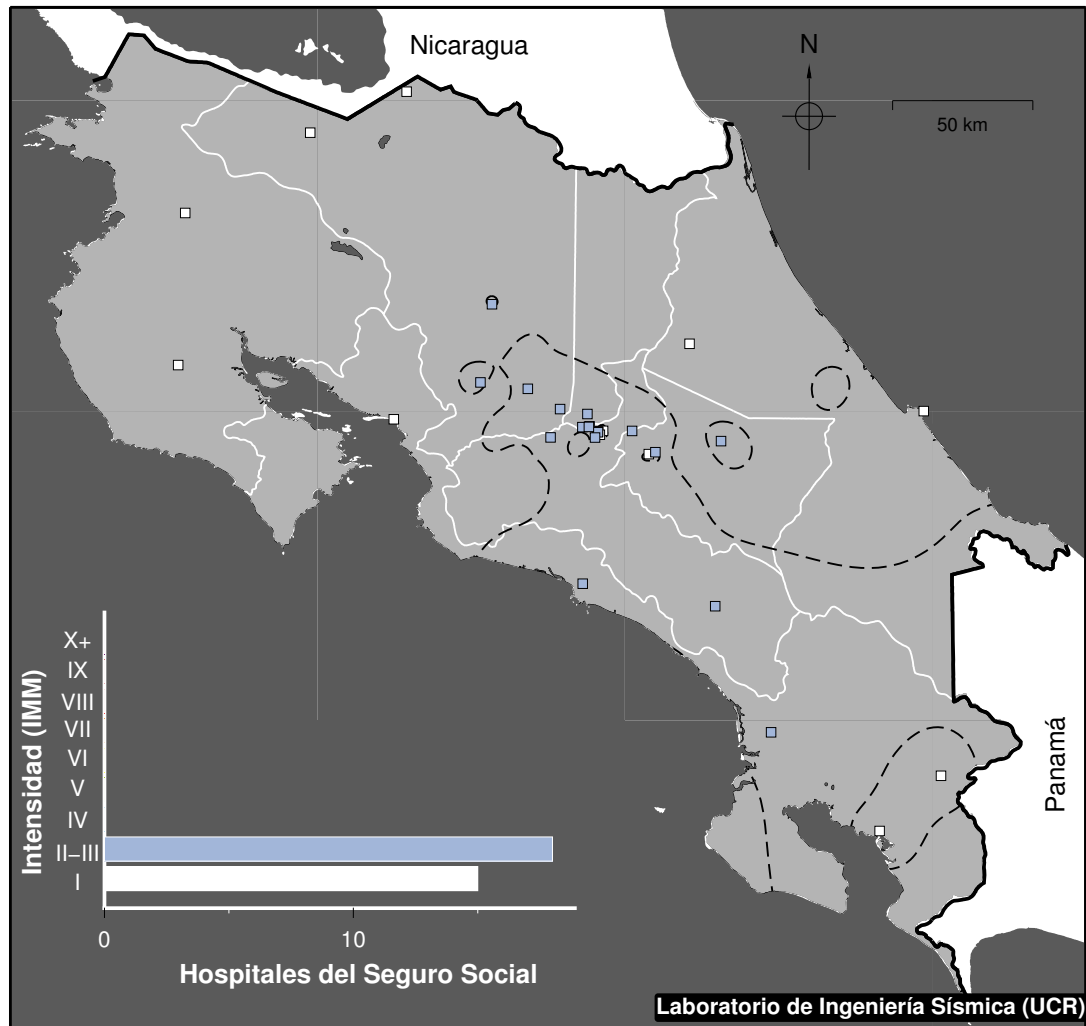 Nicaragua
N
50 km
Panamá
Intensidad (IMM)
X+
IX
VIII
VII
VI
V
IV
II−III
I
0
10
Hospitales del Seguro Social
Laboratorio de Ingeniería Sísmica (UCR)